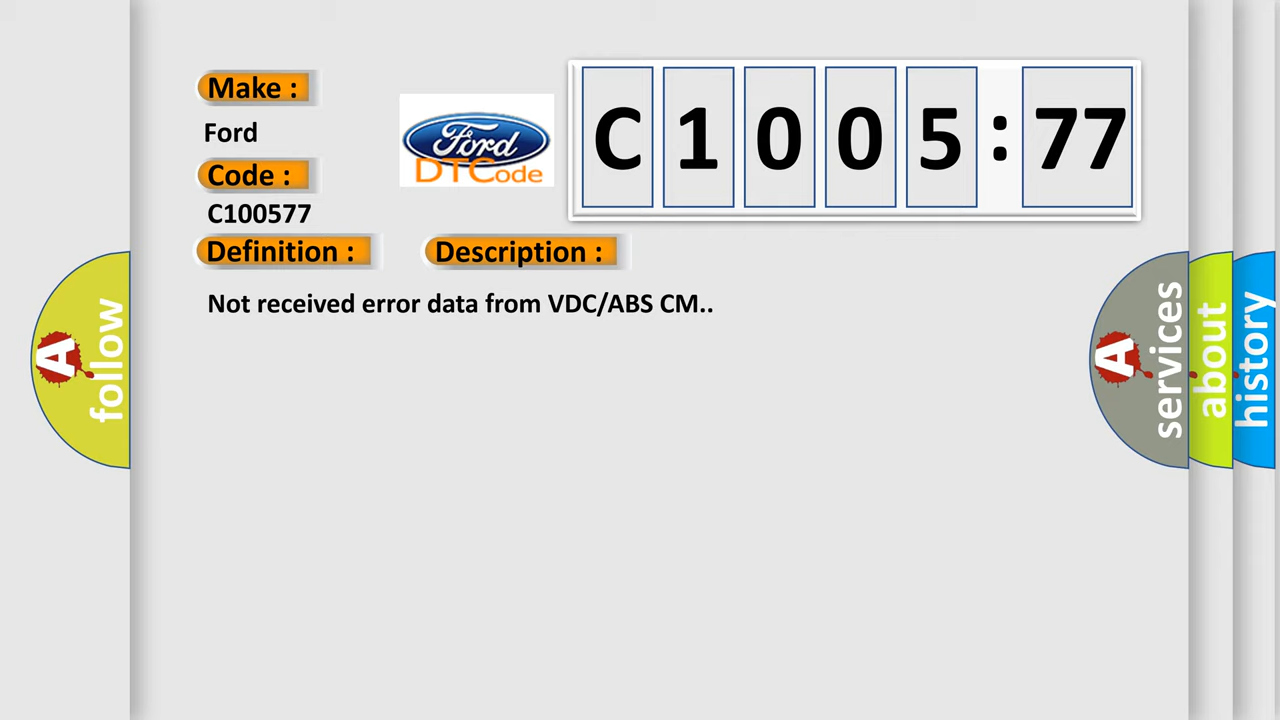 Make :
Ford
Code :
C100577
Definition :
Description :
Not received error data from VDC/ABS CM..
Ford
DTCode
C 1 0 0 5 : 77
A follow
A services
about
history